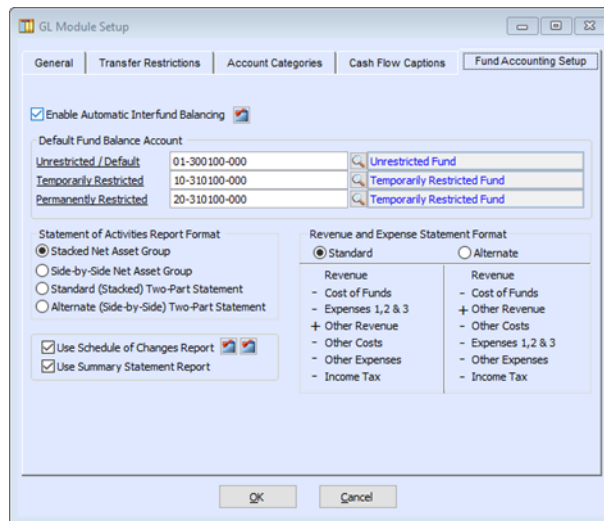 GL Module Setup
General Transfer Restrictions Account Categories Cash Flow Captions Fund Accounting Setup
Enable Automatic Interfund Balancing
Default Fund Balance Account
Unrestricted / Default 01-300100-000 Unrestricted Fund
Temporarily Restricted 10-310100-000 Temporarily Restricted Fund
Permanently Restricted 20-310100-000 Temporarily Restricted Fund
Statement of Activities Report Format
Stacked Net Asset Group
Side-by-Side Net Asset Group
Standard (Stacked) Two-Part Statement
Alternate (Side-by-Side) Two-Part Statement
Use Schedule of Changes Report
Use Summary Statement Report
Revenue and Expense Statement Format
Standard Alternate
Revenue Revenue
- Cost of Funds - Cost of Funds
- Expenses 1,2 & 3 + Other Revenue
+ Other Revenue - Other Costs
- Other Costs - Expenses 1,2 & 3
- Other Expenses - Other Expenses
- Income Tax - Income Tax
OK Cancel